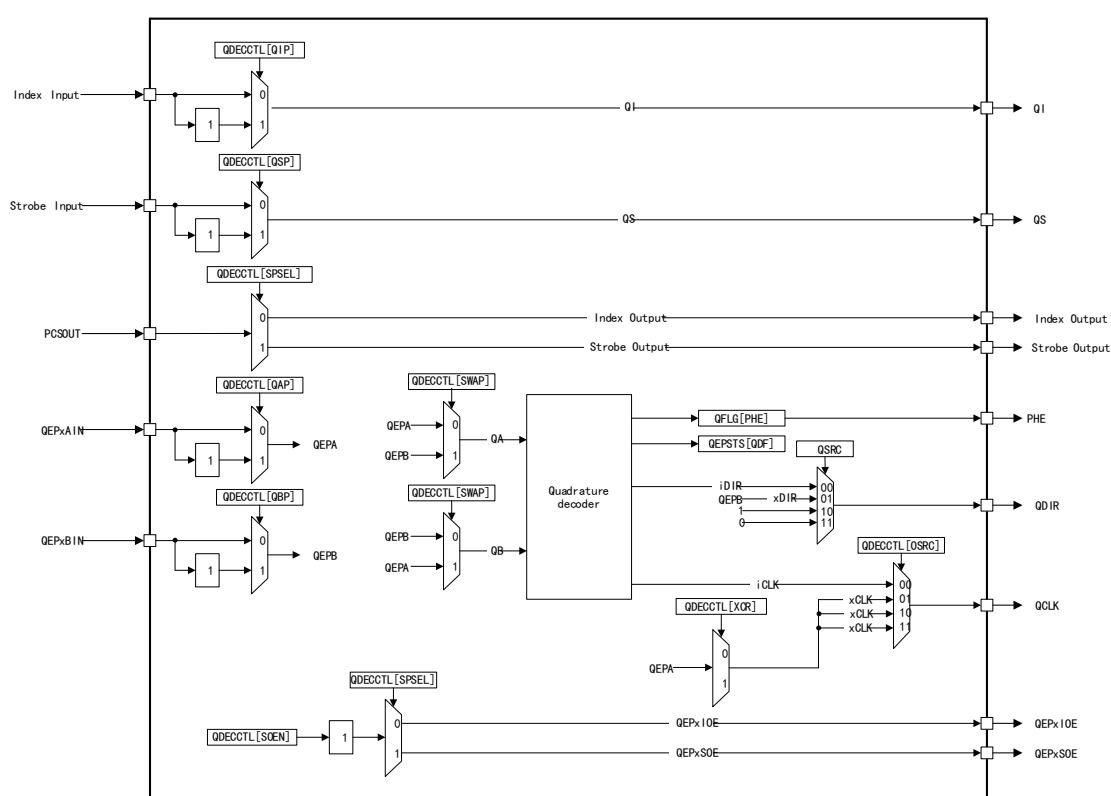 QDECCTL[QIP]
Index Input
0
1
1
QI
QI
QDECCTL[QSP]
Strobe Input
0
1
1
QS
QS
QDECCTL[SPSEL]
PCSOUT
0
1
Index Output
Index Output
Strobe Output
Strobe Output
QDECCTL[QAP]
QEPxAIN
0
1
1
QEPA
QDECCTL[SWAP]
QEPA
QEPB
0
1
QA
QDECCTL[QBP]
QEPxBIN
0
1
1
QEPB
QDECCTL[SWAP]
QEPB
QEPA
0
1
QB
Quadrature
decoder
QFLG[PHE]
PHE
QEPSTS[QDF]
QSRC
iDIR
QEPB
xDIR
1
0
00
01
10
11
QDIR
QDECCTL[OSRC]
iCLK
xCLK
xCLK
xCLK
00
01
10
11
QCLK
QDECCTL[XCR]
QEPA
0
1
QDECCTL[SPSEL]
QDECCTL[SOEN]
1
0
1
QEPxIOE
QEPxIOE
QEPxSOE
QEPxSOE